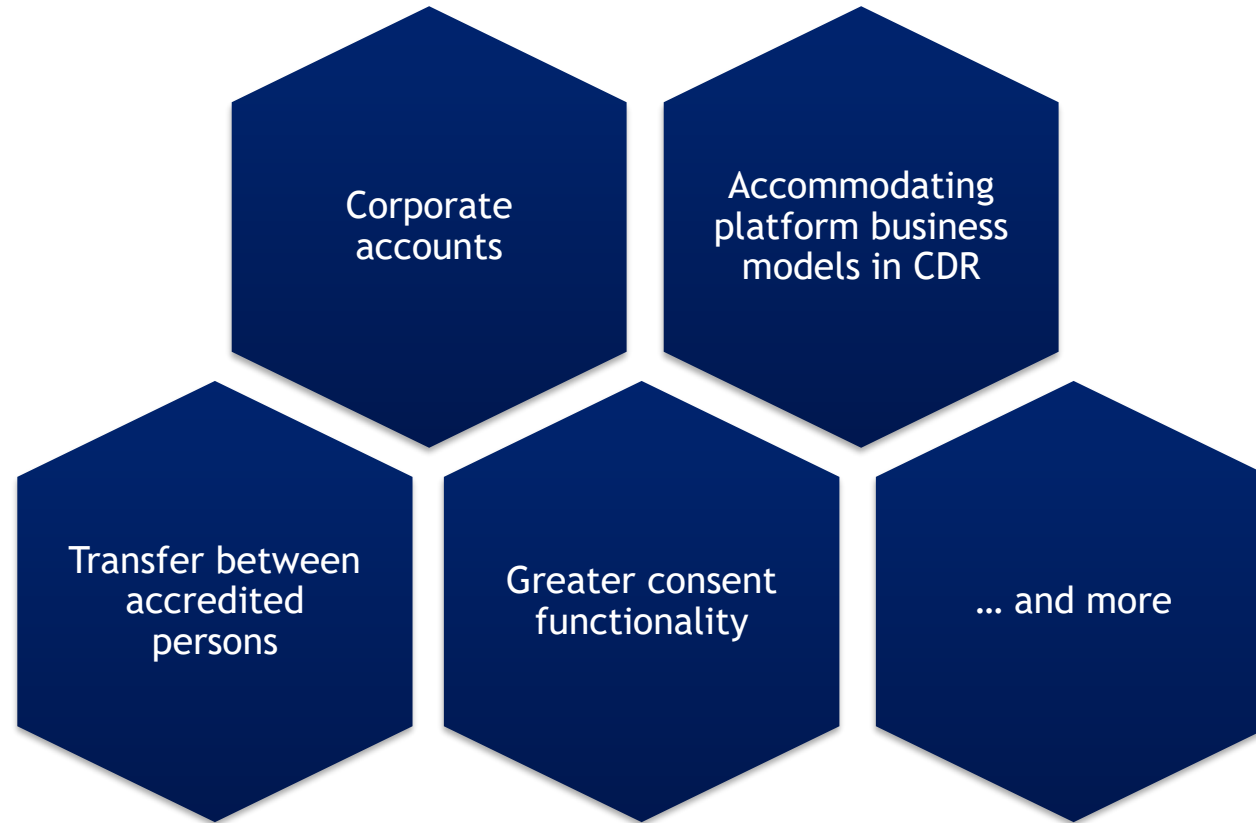 Corporate
accounts
Accommodating
platform business
models in CDR
Transfer between
accredited
persons
Greater consent
functionality
… and more